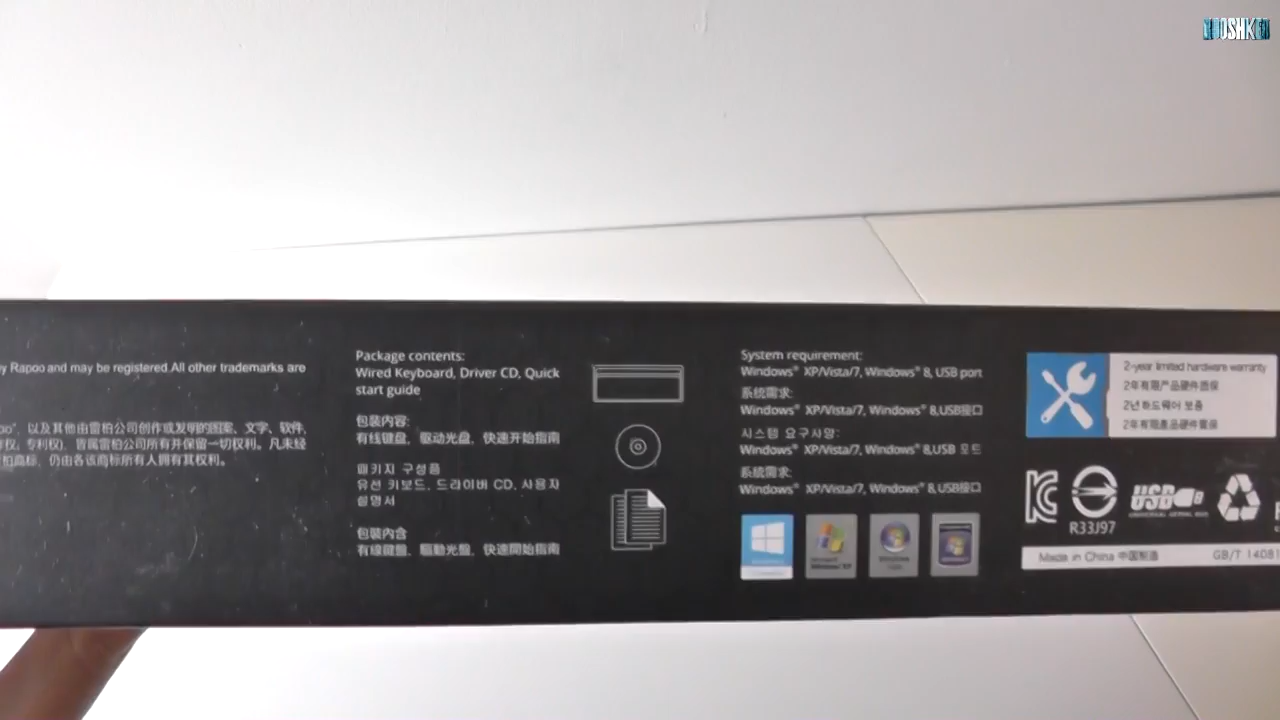 y Rapoo and may be registered.All other trademarks are
以及其他由雷柏公司创作或发明的图案、文字、软件,
权, 专利权), 皆属雷柏公司所有并保留一切权利。凡未经
柏商标, 仍由各该商标所有人拥有其权利。
Package contents:
Wired Keyboard, Driver CD, Quick
start guide
包装内容:
有线键盘, 驱动光盘, 快速开始指南
패키지 구성품
유선 키보드, 드라이버 CD, 사용자
설명서
包裝內含
有線鍵盤, 驅動光盤, 快速開始指南
System requirement:
Windows® XP/Vista/7, Windows® 8, USB port
系统需求:
Windows® XP/Vista/7, Windows® 8,USB接口
시스템 요구사양:
Windows® XP/Vista/7, Windows® 8,USB 포트
系統需求:
Windows® XP/Vista/7, Windows® 8,USB接口
2-year limited hardware warranty
2年有限产品硬件质保
2년 하드웨어 보증
2年有限產品硬件質保
R33J97
USB
Made in China 中国制造
GB/T 14081